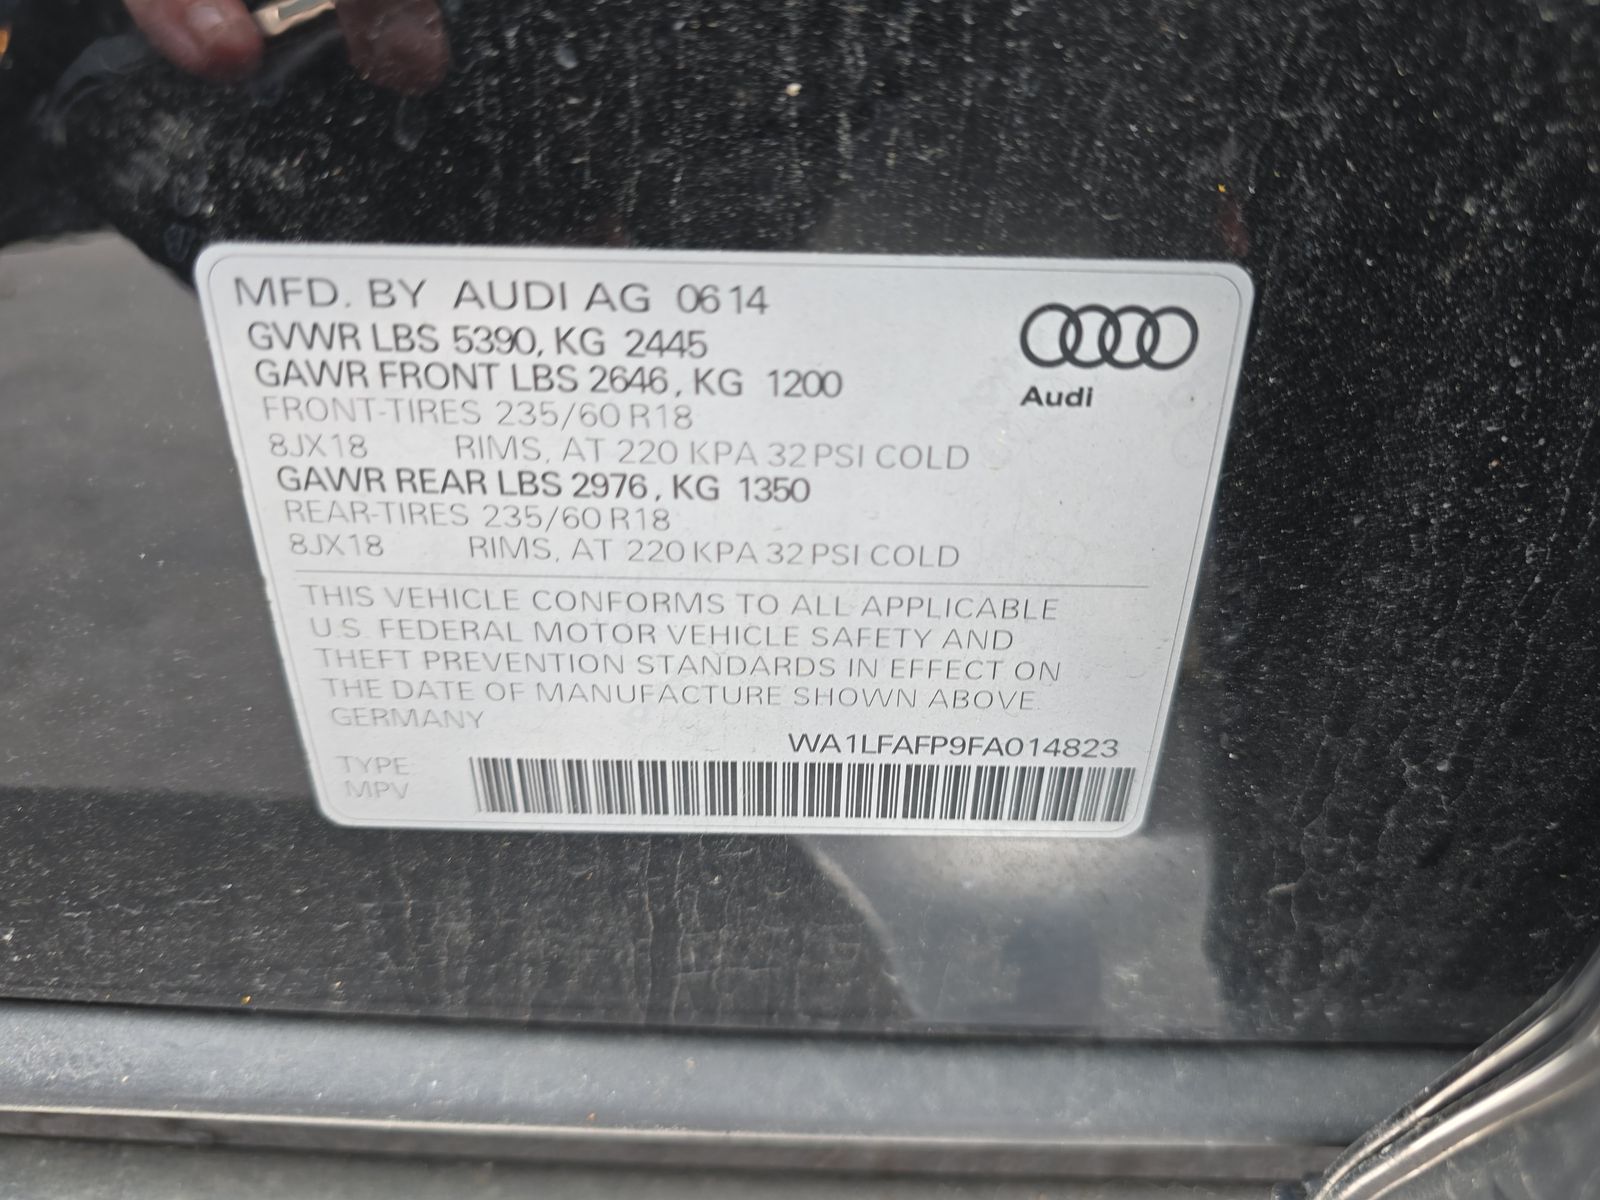 MFD. BY AUDI AG 0614
GVWR LBS 5390, KG 2445
GAWR FRONT LBS 2646, KG 1200
FRONT-TIRES 235/60 R18
8JX18 RIMS, AT 220 KPA 32 PSI COLD
GAWR REAR LBS 2976, KG 1350
REAR-TIRES 235/60 R18
8JX18 RIMS, AT 220 KPA 32 PSI COLD
Audi
THIS VEHICLE CONFORMS TO ALL APPLICABLE
U.S. FEDERAL MOTOR VEHICLE SAFETY AND
THEFT PREVENTION STANDARDS IN EFFECT ON
THE DATE OF MANUFACTURE SHOWN ABOVE.
GERMANY
WA1LFAFP9FA014823
TYPE:
MPV